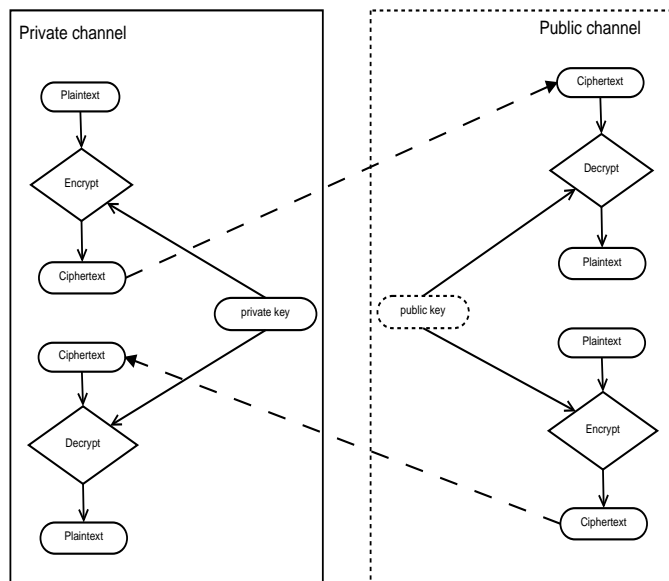 Private channel
Plaintext
Encrypt
Ciphertext
private key
Ciphertext
Decrypt
Plaintext
Public channel
Ciphertext
Decrypt
Plaintext
public key
Plaintext
Encrypt
Ciphertext